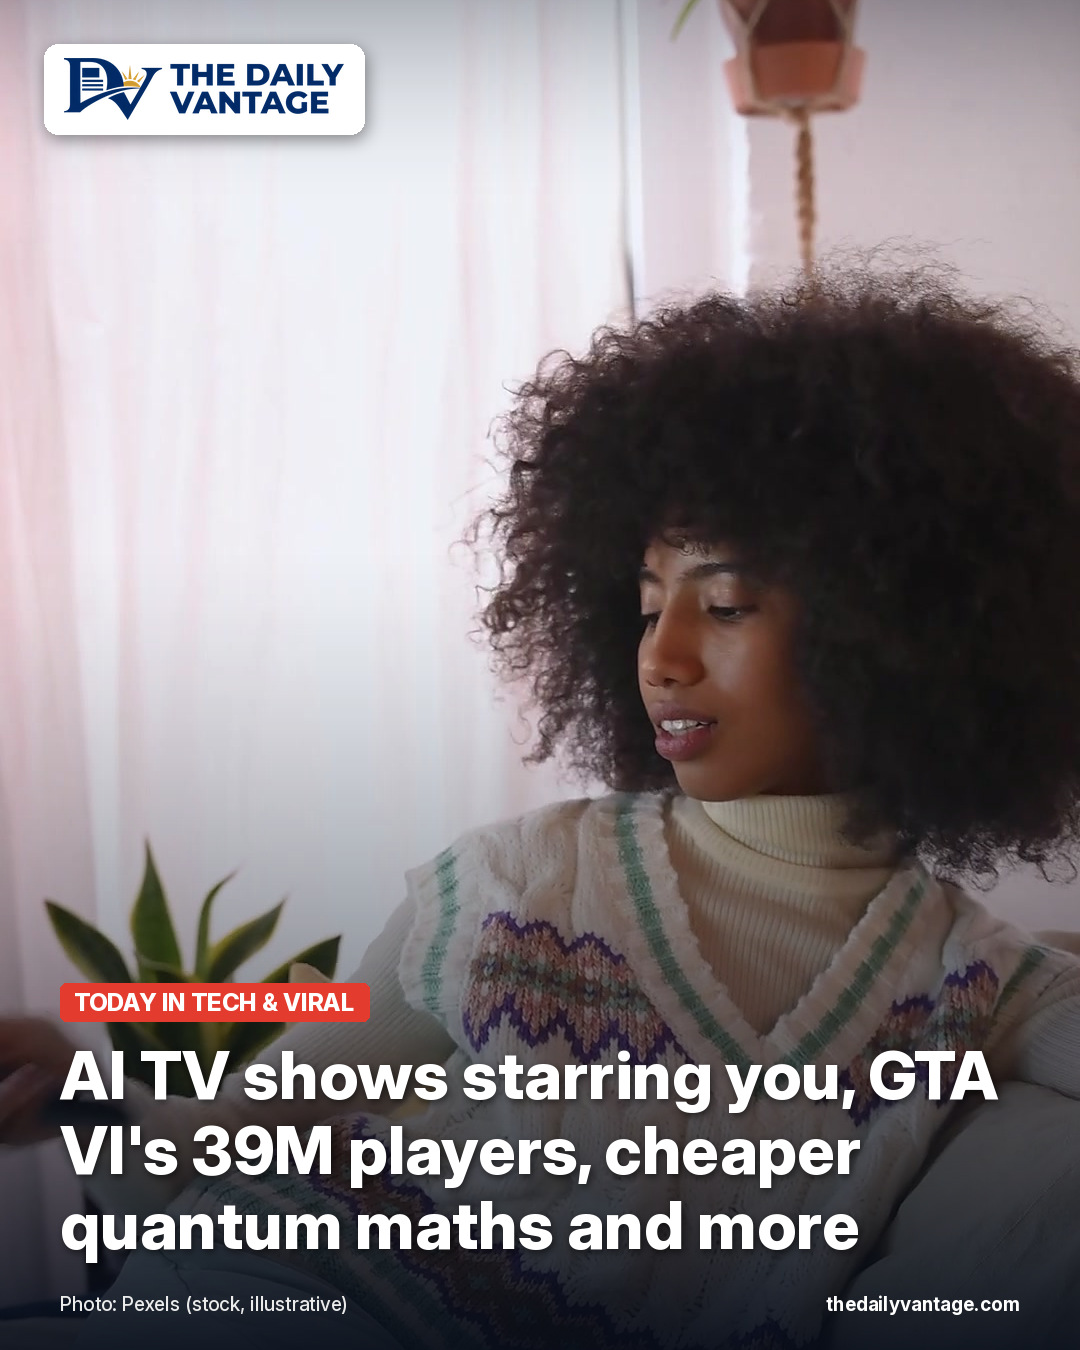 THE DAILY
VANTAGE
TODAY IN TECH & VIRAL
AI TV shows starring you, GTA
VI's 39M players, cheaper
quantum maths and more
Photo: Pexels (stock, illustrative)
thedailyvantage.com